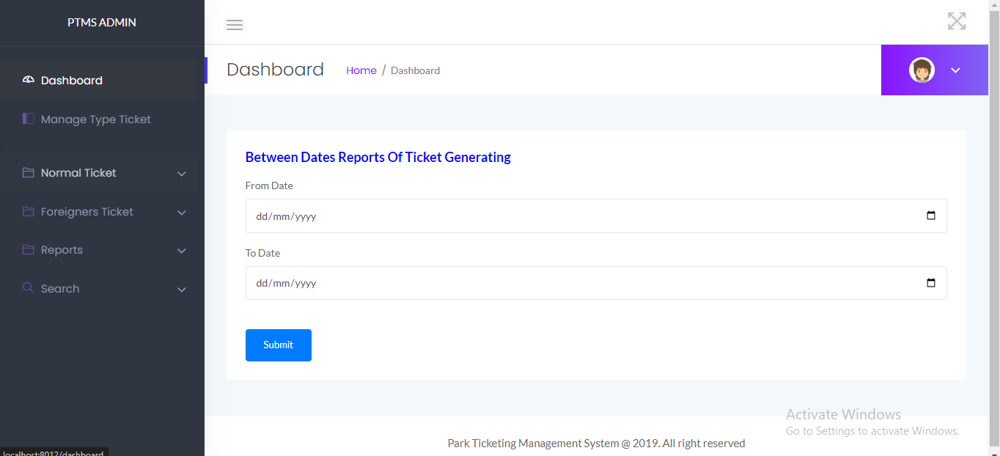 PTMS ADMIN
Dashboard
Manage Type Ticket
s
Normal Ticket
Foreigners Ticket
Reports
Search
Dashboard
Home / Dashboard
Between Dates Reports Of Ticket Generating
From Date
dd/mm/yyyy
To Date
dd/mm/yyyy
Submit
Activate Windows
Go to Settings to activate Windows.
Park Ticketing Management System @ 2019. All right reserved
localhost:8012/dashboard